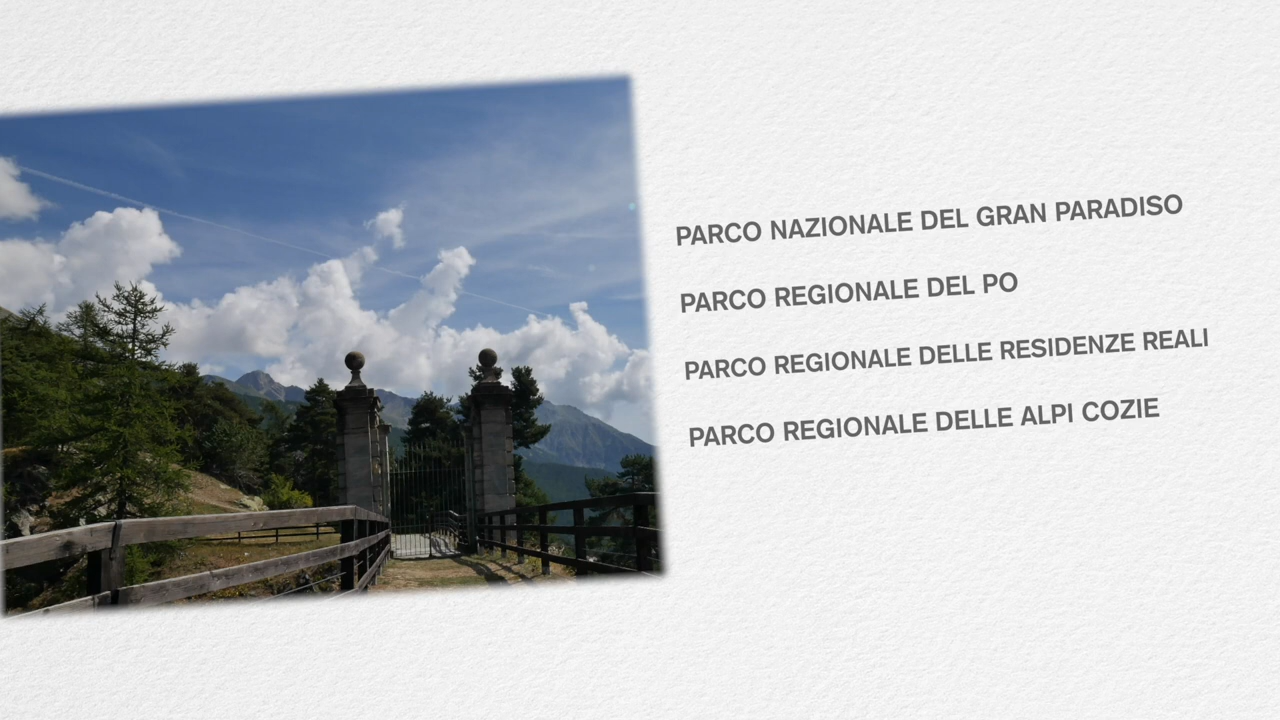 PARCO NAZIONALE DEL GRAN PARADISO
PARCO REGIONALE DEL PO
PARCO REGIONALE DELLE RESIDENZE REALI
PARCO REGIONALE DELLE ALPI COZIE